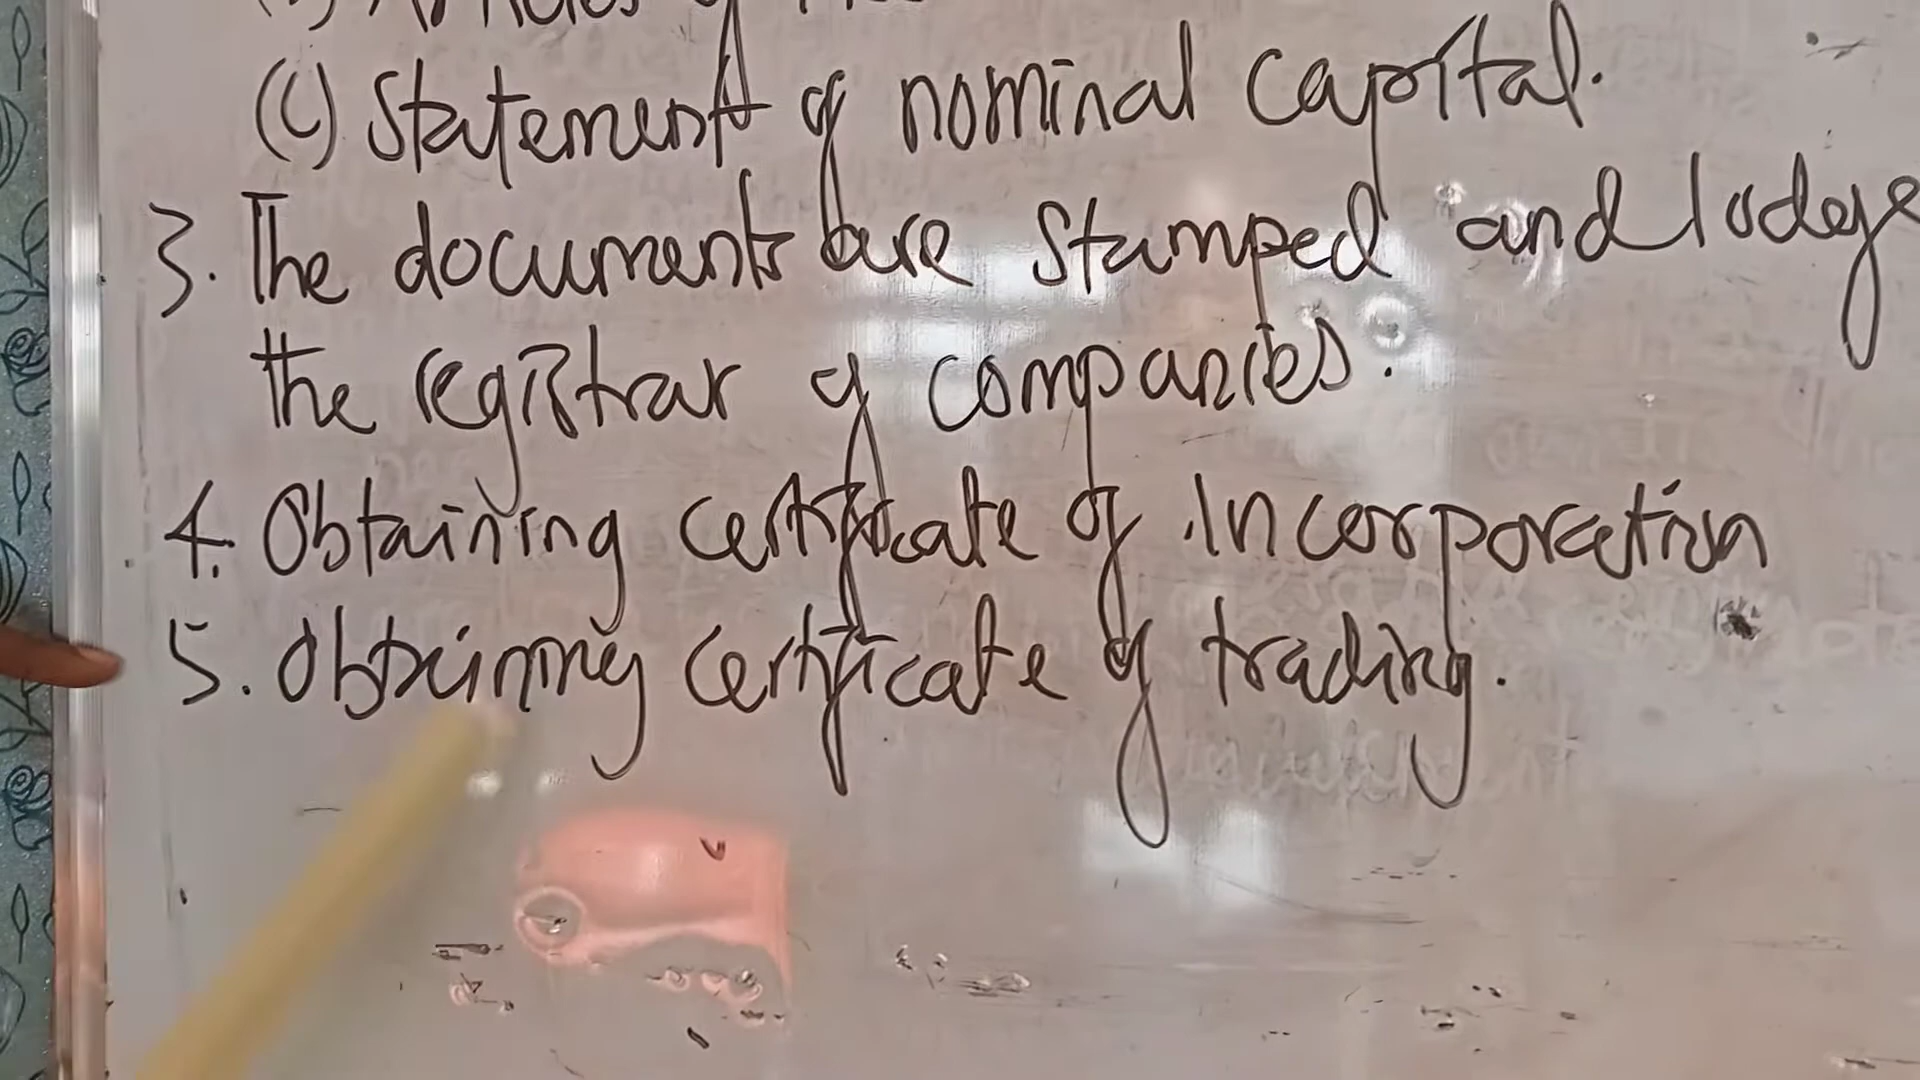 (c) Statement of nominal capital.
3. The documents are stamped and lodge
the registrar of companies.
4. Obtaining certificate of incorporation
5. Obtaining certificate of trading.